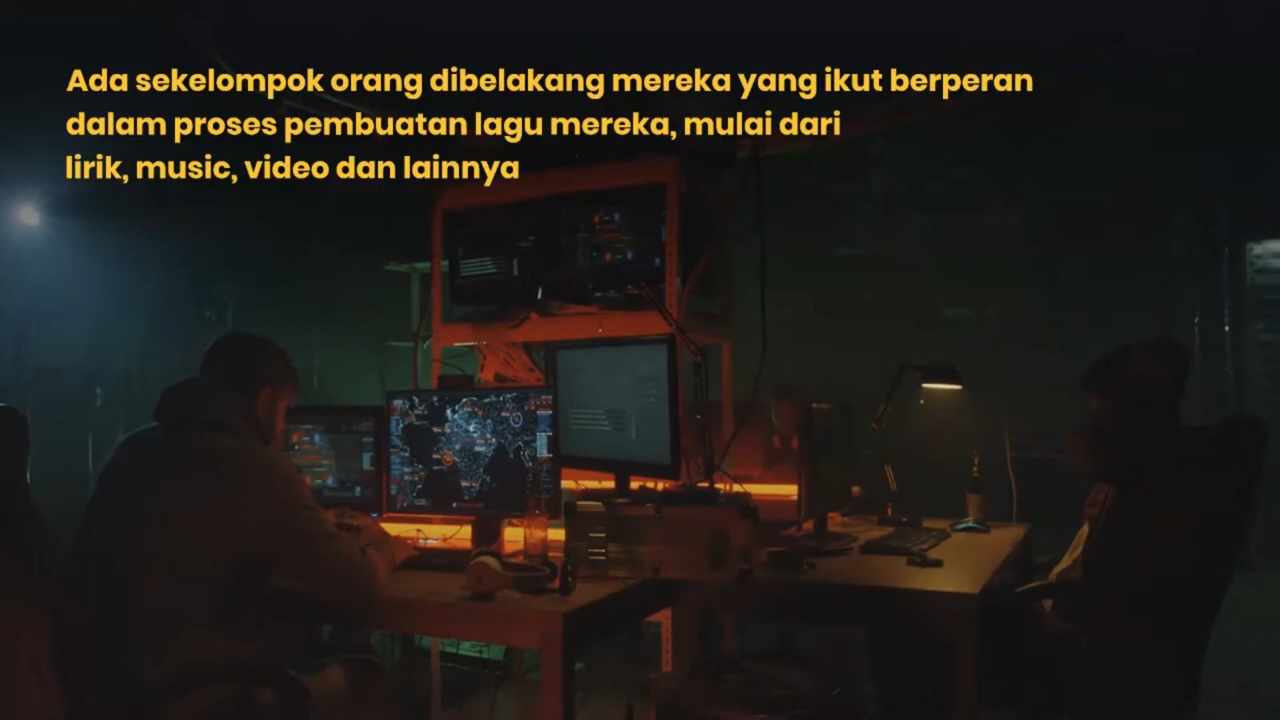 Ada sekelompok orang dibelakang mereka yang ikut berperan
dalam proses pembuatan lagu mereka, mulai dari
lirik, music, video dan lainnya